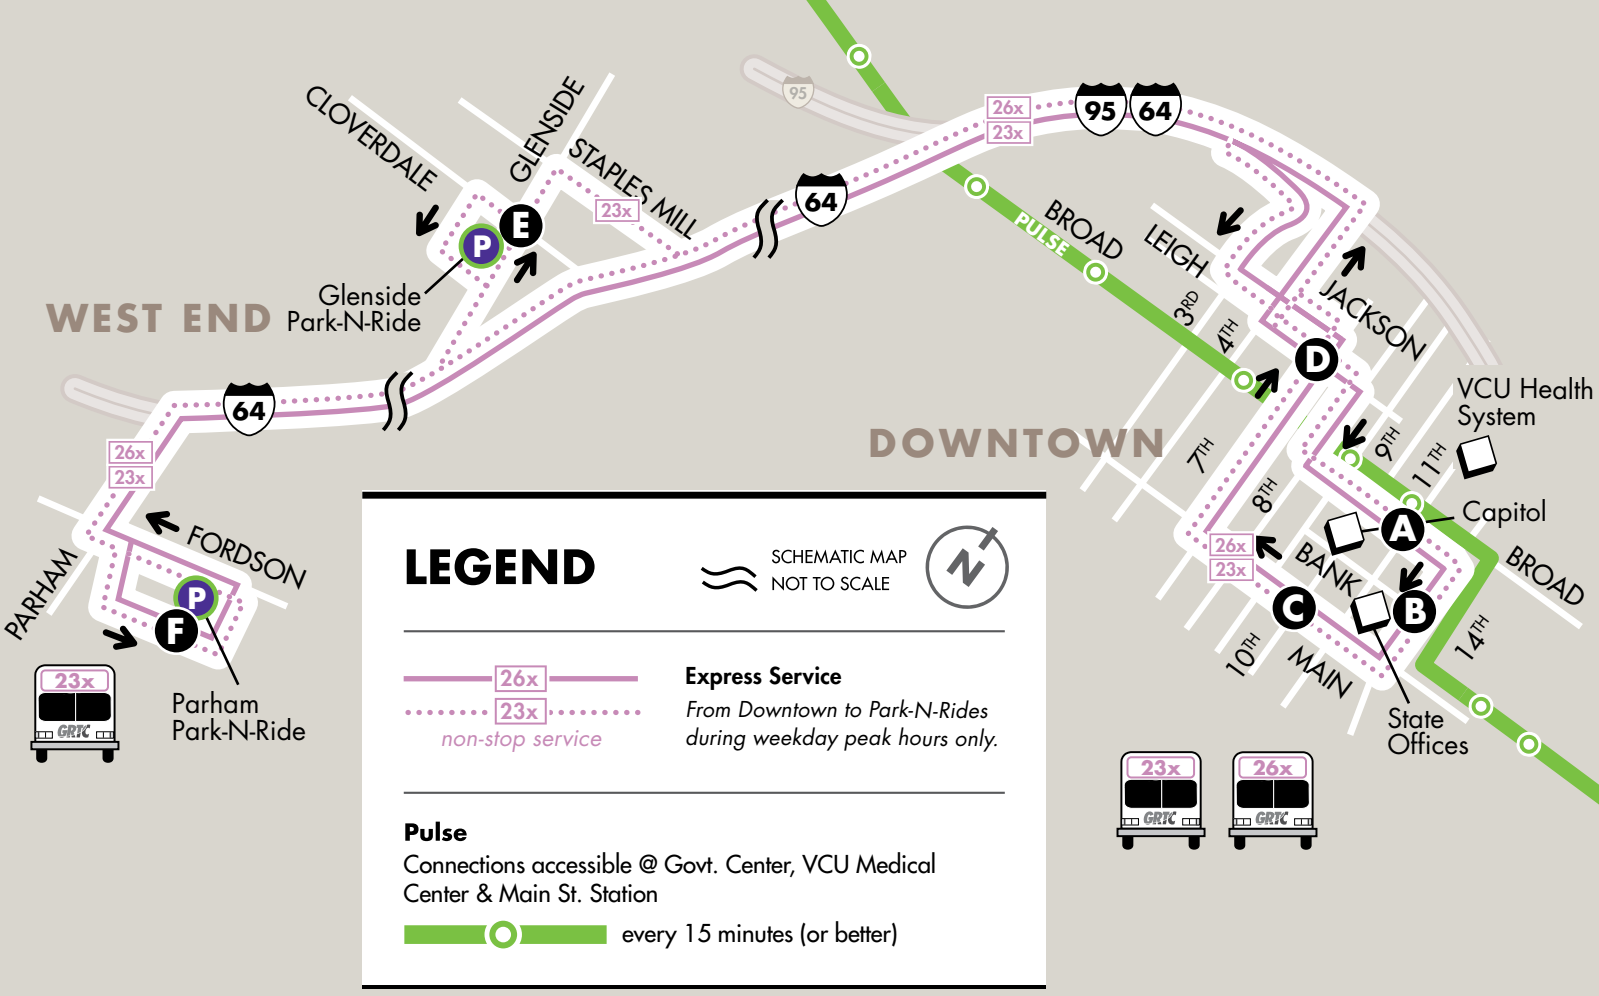 95
26x
23x
95
64
CLOVERDALE
GLENSIDE
STAPLES MILL
23x
E
P
64
BROAD
PULSE
LEIGH
3RD
4TH
JACKSON
Glenside
Park-N-Ride
WEST END
D
VCU Health
System
64
DOWNTOWN
26x
23x
7TH
8TH
9TH
11TH
Capitol
A
FORDSON
PARHAM
P
F
26x
23x
BANK
BROAD
C
B
10TH
MAIN
14TH
State
Offices
23x
GRTC
Parham
Park-N-Ride
23x
GRTC
26x
GRTC
LEGEND
SCHEMATIC MAP
NOT TO SCALE
N
26x
23x
non-stop service
Express Service
From Downtown to Park-N-Rides
during weekday peak hours only.
Pulse
Connections accessible @ Govt. Center, VCU Medical
Center & Main St. Station
every 15 minutes (or better)